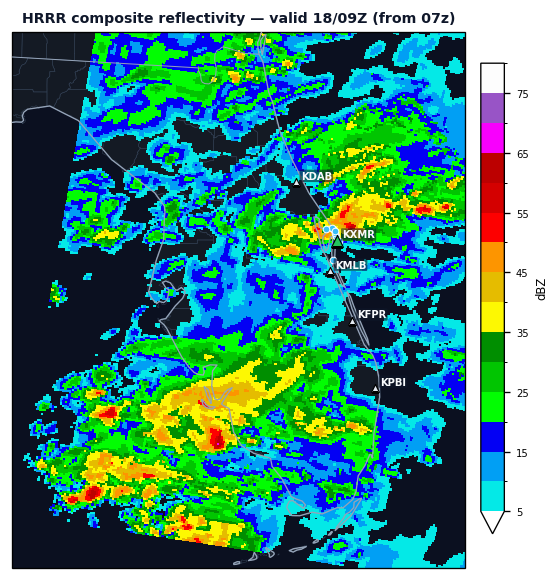 HRRR composite reflectivity — valid 18/09Z (from 07z)
75
65
55
45
35
25
15
5
dBZ
KDAB
KXMR
KMLB
KFPR
KPBI